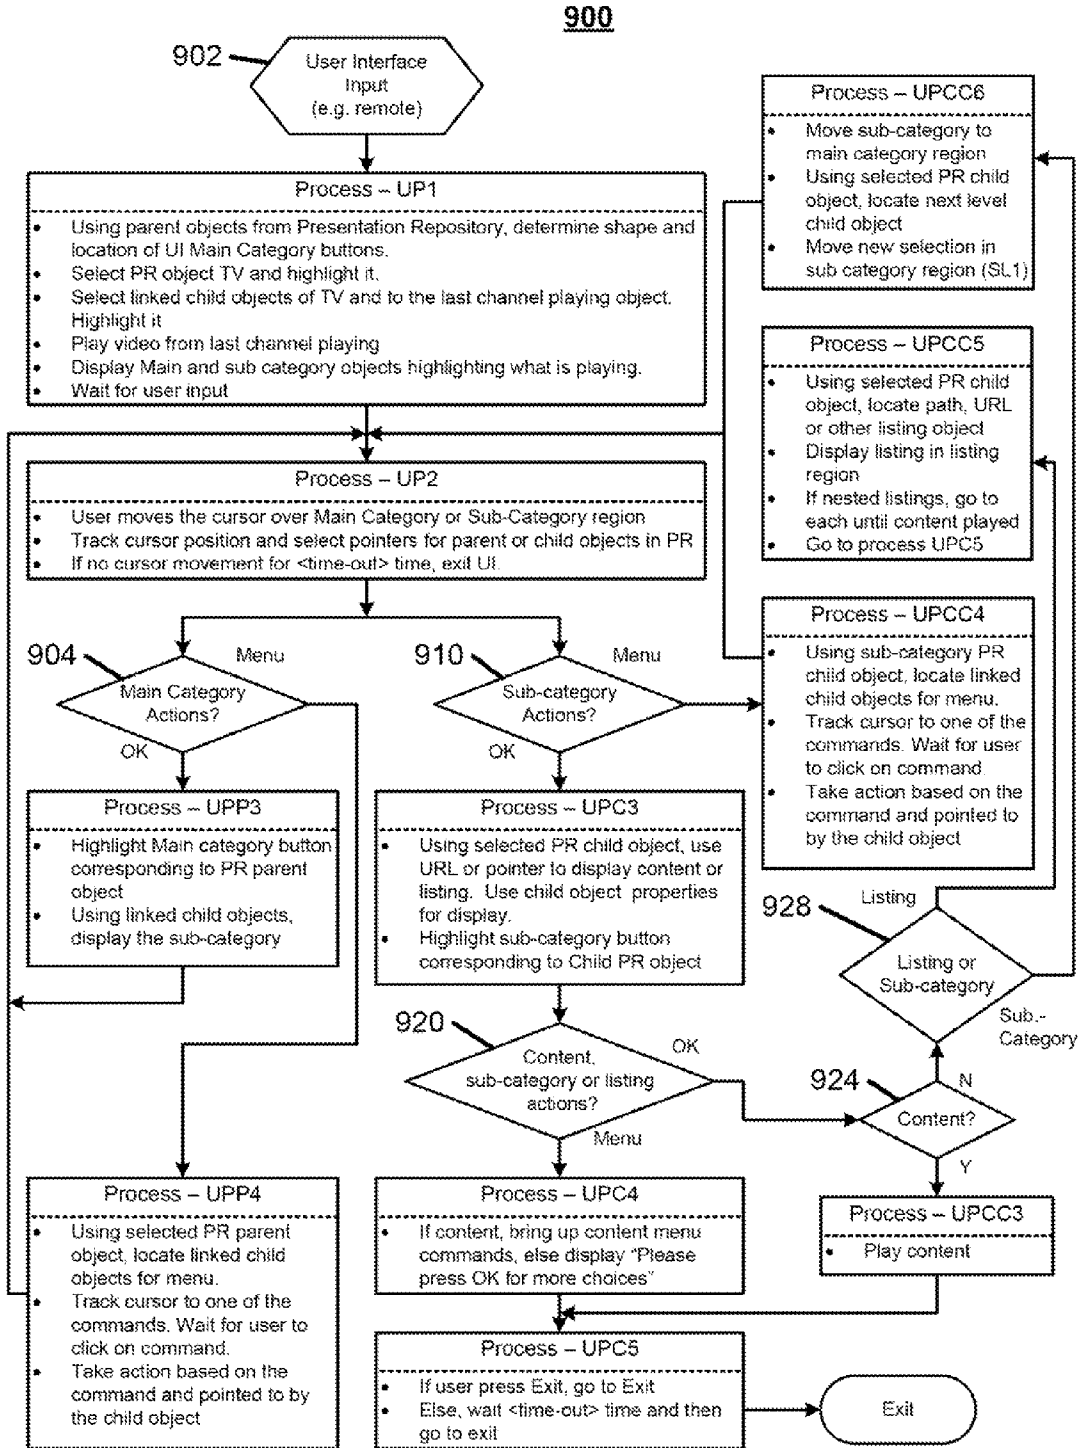 900
902
User Interface
Input
(e.g. remote)
Process – UP1
• Using parent objects from Presentation Repository, determine shape and
location of UI Main Category buttons.
• Select PR object TV and highlight it.
• Select linked child objects of TV and to the last channel playing object.
Highlight it
• Play video from last channel playing
• Display Main and sub category objects highlighting what is playing.
• Wait for user input
Process – UP2
• User moves the cursor over Main Category or Sub-Category region
• Track cursor position and select pointers for parent or child objects in PR
• If no cursor movement for <time-out> time, exit UI.
904
Menu
Main Category
Actions?
OK
910
Menu
Sub-category
Actions?
OK
Process – UPP3
• Highlight Main category button
corresponding to PR parent
object
• Using linked child objects,
display the sub-category
Process – UPC3
• Using selected PR child object, use
URL or pointer to display content or
listing. Use child object properties
for display.
• Highlight sub-category button
corresponding to Child PR object
920
OK
Content,
sub-category or listing
actions?
Menu
Process – UPP4
• Using selected PR parent
object, locate linked child
objects for menu.
• Track cursor to one of the
commands. Wait for user to
click on command.
• Take action based on the
command and pointed to by
the child object
Process – UPC4
• If content, bring up content menu
commands, else display "Please
press OK for more choices"
Process – UPC5
• If user press Exit, go to Exit
• Else, wait <time-out> time and then
go to exit
Process – UPCC6
• Move sub-category to
main category region
• Using selected PR child
object, locate next level
child object
• Move new selection in
sub category region (SL1)
Process – UPCC5
• Using selected PR child
object, locate path, URL
or other listing object
• Display listing in listing
region
• If nested listings, go to
each until content played
• Go to process UPC5
Process – UPCC4
• Using sub-category PR
child object, locate linked
child objects for menu.
• Track cursor to one of the
commands. Wait for user
to click on command
• Take action based on the
command and pointed to
by the child object
Listing
928
Listing or
Sub-category
Sub.-
Category
924
N
Content?
Y
Process – UPCC3
• Play content
Exit